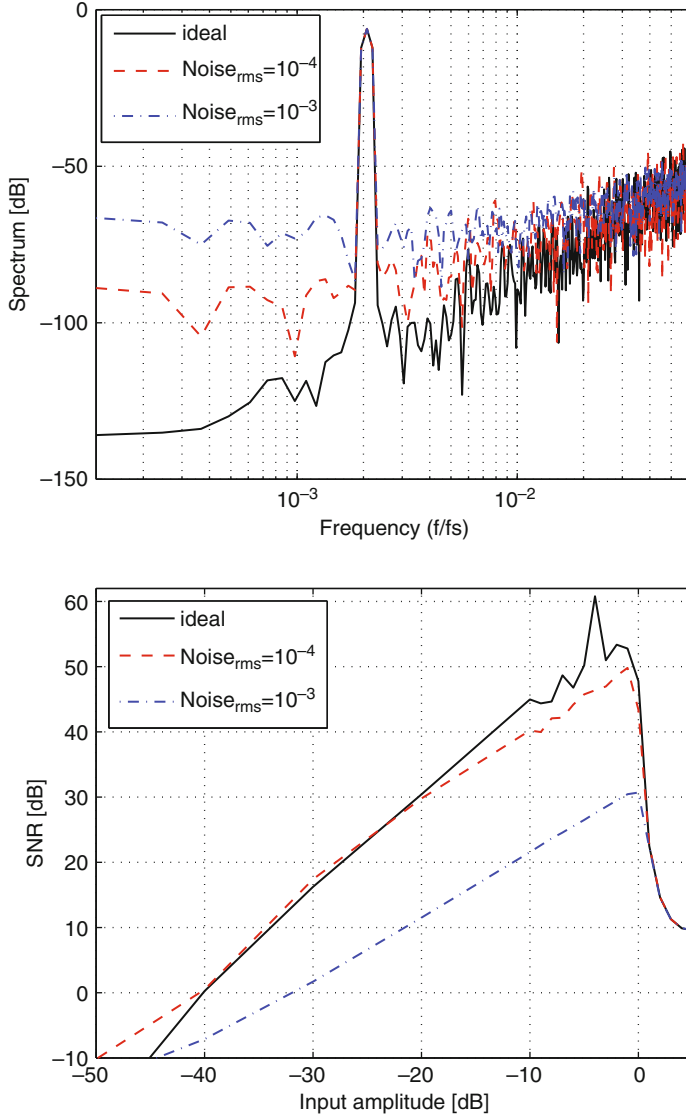 0
−50
−100
−150
Spectrum [dB]
ideal
Noise_rms=10^−4
Noise_rms=10^−3
10^−3
10^−2
Frequency (f/fs)
60
50
40
30
20
10
0
−10
SNR [dB]
ideal
Noise_rms=10^−4
Noise_rms=10^−3
−50
−40
−30
−20
−10
0
Input amplitude [dB]